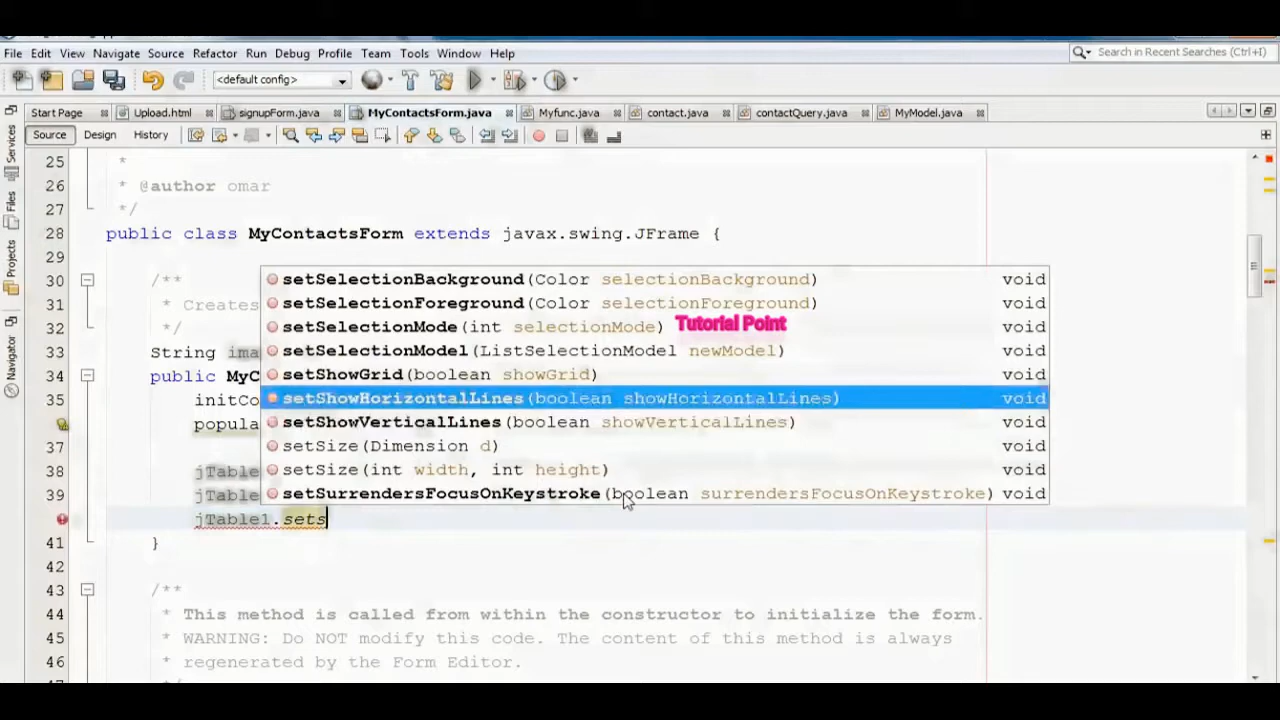 File Edit View Navigate Source Refactor Run Debug Profile Team Tools Window Help
Search in Recent Searches (Ctrl+I)
<default config>
Start Page Upload.html signupForm.java MyContactsForm.java Myfunc.java contact.java contactQuery.java MyModel.java
Source Design History
Services
Files
Projects
Navigator
25 *
26 * @author omar
27 */
28 public class MyContactsForm extends javax.swing.JFrame {
29
30 /**
31 * Creates
32 */
33 String ima
34 public MyC
35 initCo
popula
37
38 jTable
39 jTable
jTable1.sets
41 }
42
43 /**
44 * This method is called from within the constructor to initialize the form.
45 * WARNING: Do NOT modify this code. The content of this method is always
46 * regenerated by the Form Editor.
setSelectionBackground(Color selectionBackground) void
setSelectionForeground(Color selectionForeground) void
setSelectionMode(int selectionMode) void
Tutorial Point
setSelectionModel(ListSelectionModel newModel) void
setShowGrid(boolean showGrid) void
setShowHorizontalLines(boolean showHorizontalLines) void
setShowVerticalLines(boolean showVerticalLines) void
setSize(Dimension d) void
setSize(int width, int height) void
setSurrendersFocusOnKeystroke(boolean surrendersFocusOnKeystroke) void